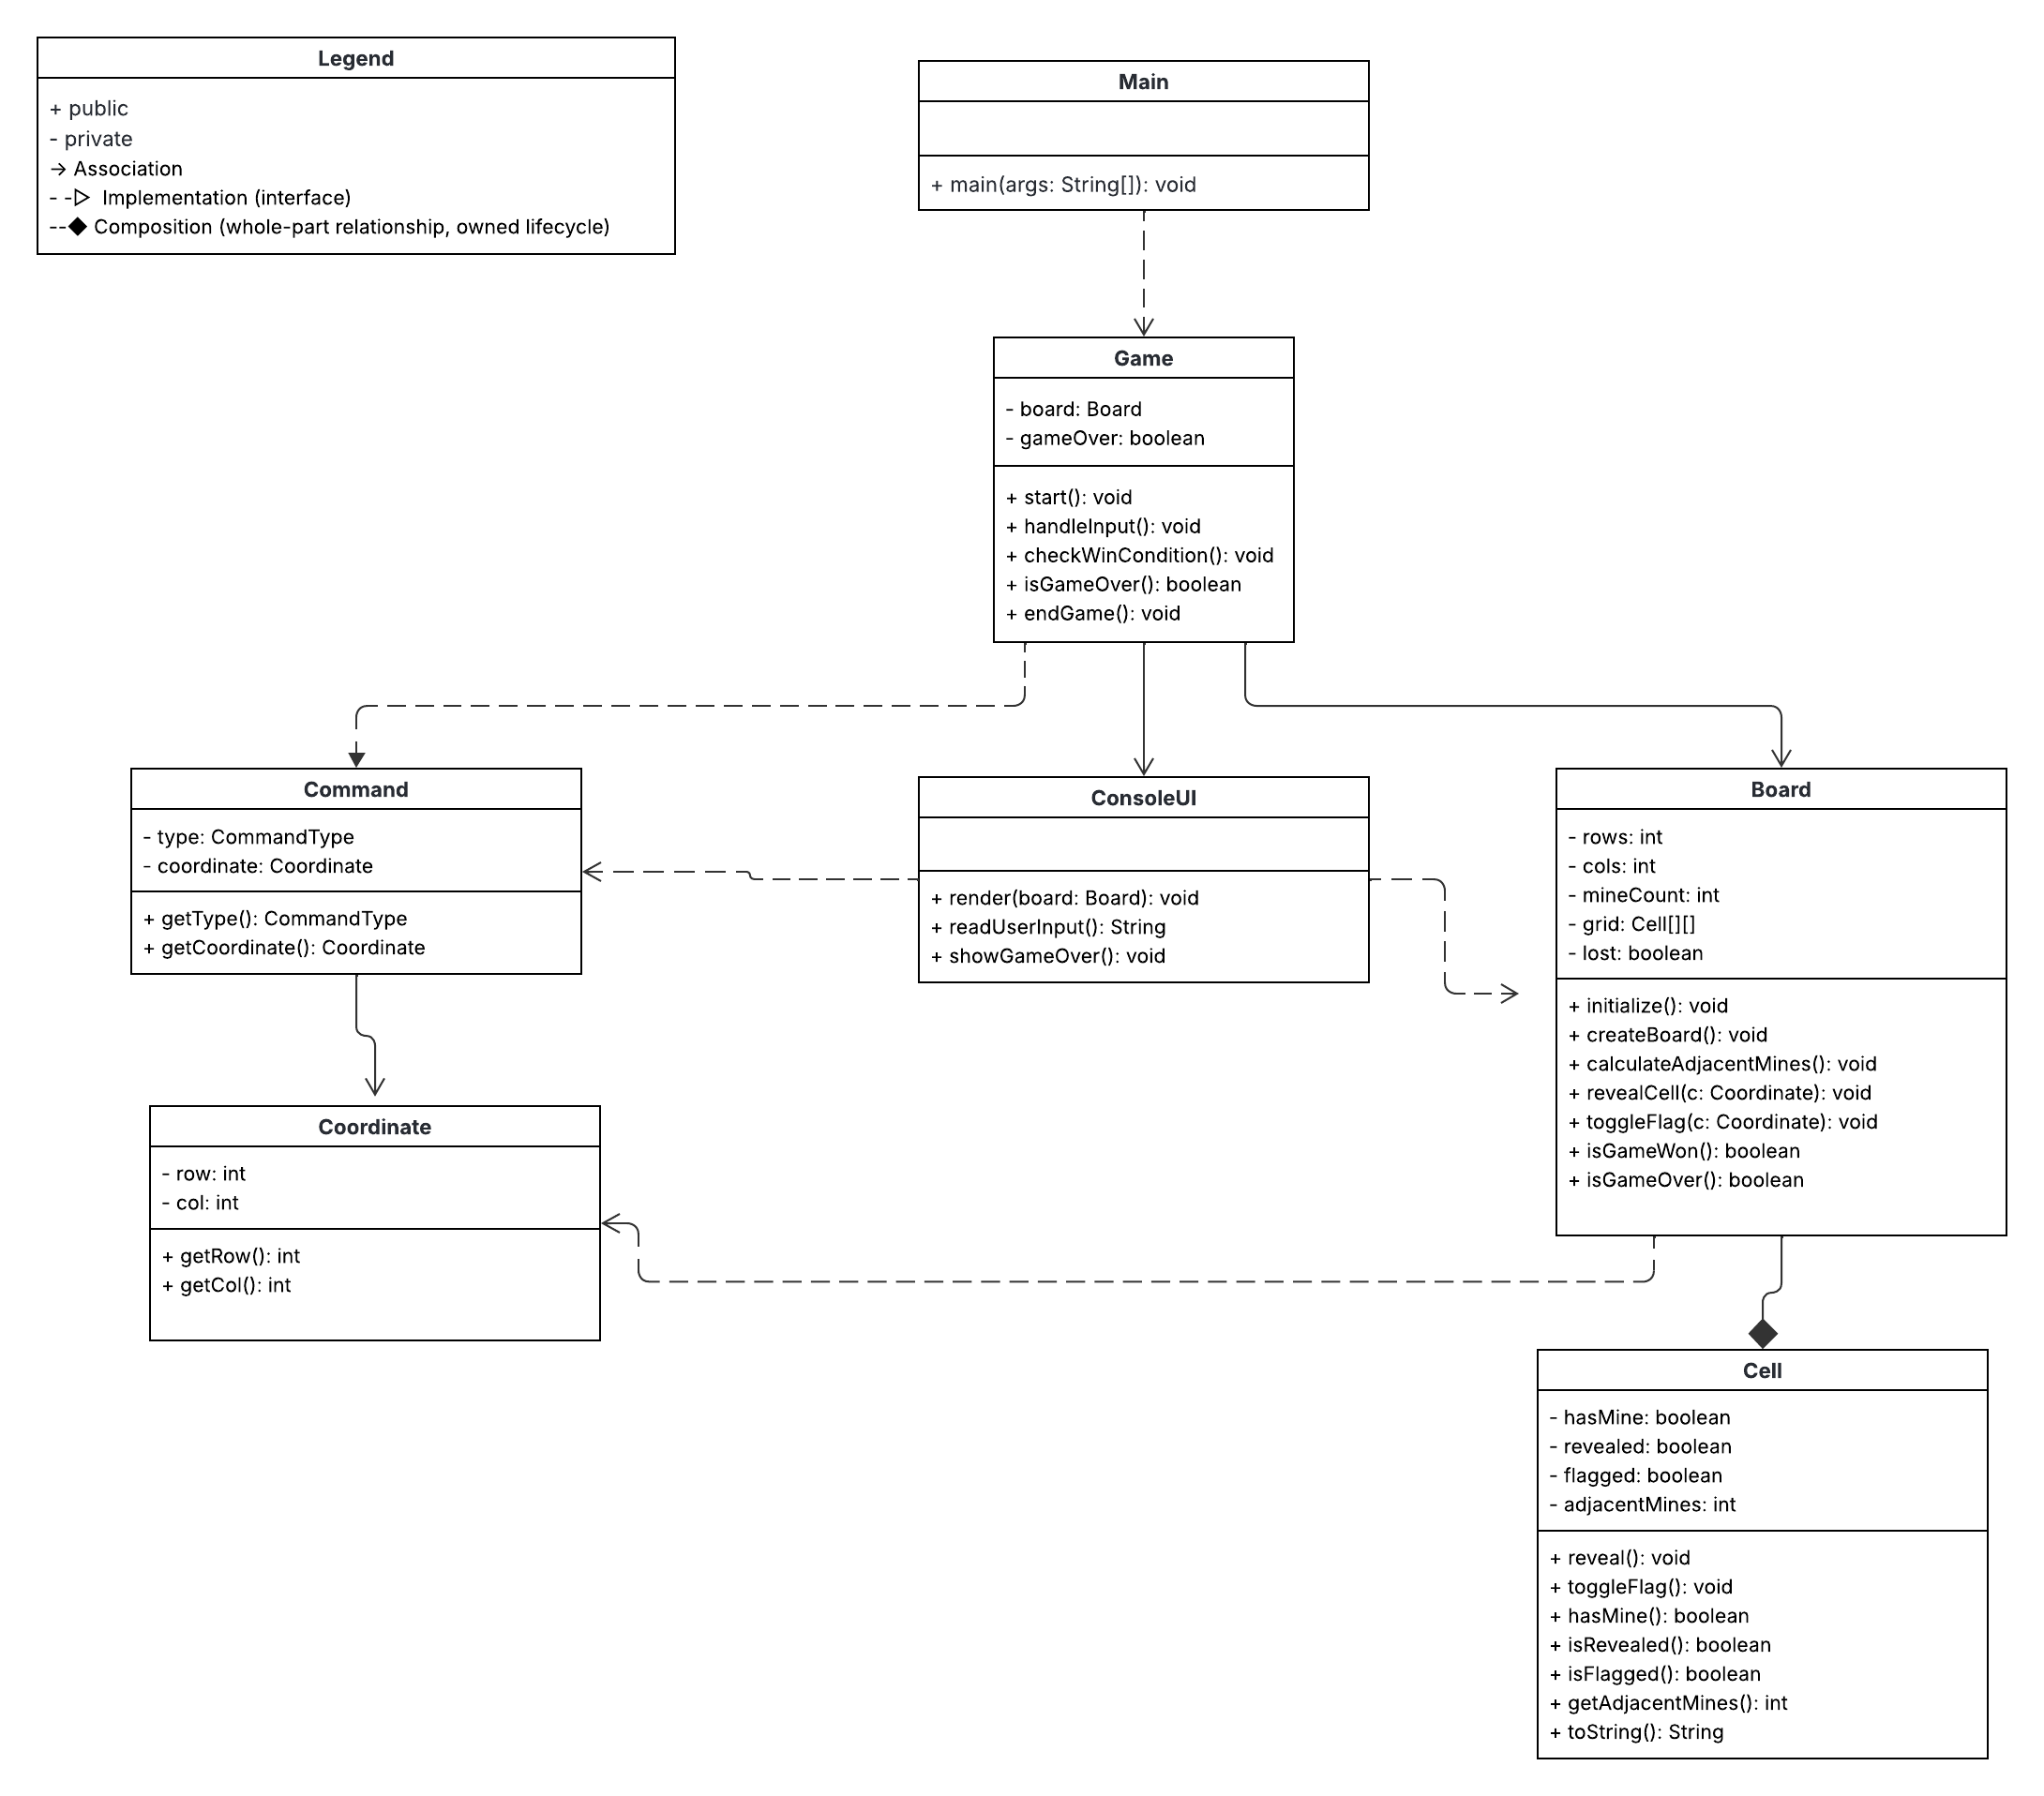 Legend
+ public
- private
→ Association
- -▷ Implementation (interface)
--◆ Composition (whole-part relationship, owned lifecycle)
Main
+ main(args: String[]): void
Game
- board: Board
- gameOver: boolean
+ start(): void
+ handleInput(): void
+ checkWinCondition(): void
+ isGameOver(): boolean
+ endGame(): void
Command
- type: CommandType
- coordinate: Coordinate
+ getType(): CommandType
+ getCoordinate(): Coordinate
ConsoleUI
+ render(board: Board): void
+ readUserInput(): String
+ showGameOver(): void
Board
- rows: int
- cols: int
- mineCount: int
- grid: Cell[][]
- lost: boolean
+ initialize(): void
+ createBoard(): void
+ calculateAdjacentMines(): void
+ revealCell(c: Coordinate): void
+ toggleFlag(c: Coordinate): void
+ isGameWon(): boolean
+ isGameOver(): boolean
Coordinate
- row: int
- col: int
+ getRow(): int
+ getCol(): int
Cell
- hasMine: boolean
- revealed: boolean
- flagged: boolean
- adjacentMines: int
+ reveal(): void
+ toggleFlag(): void
+ hasMine(): boolean
+ isRevealed(): boolean
+ isFlagged(): boolean
+ getAdjacentMines(): int
+ toString(): String